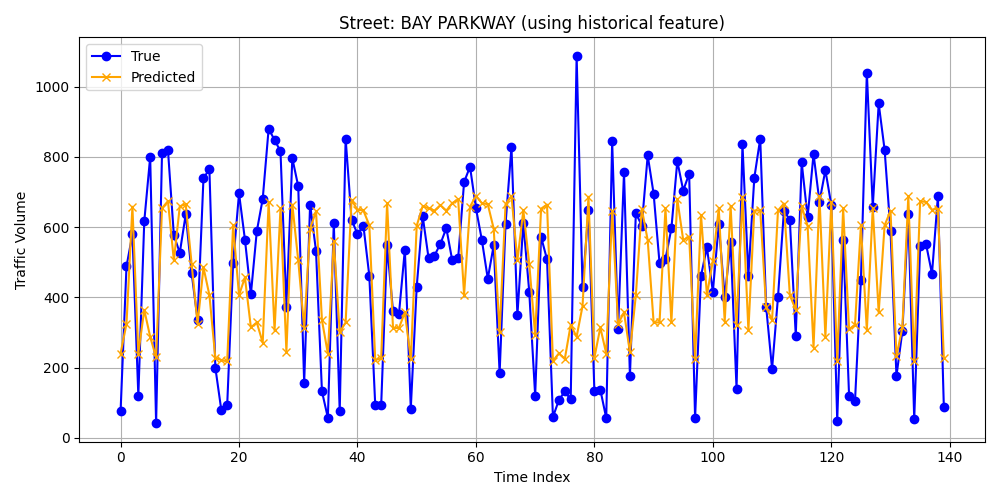 Street: BAY PARKWAY (using historical feature)
True
Predicted
Traffic Volume
1000
800
600
400
200
0
0 20 40 60 80 100 120 140
Time Index